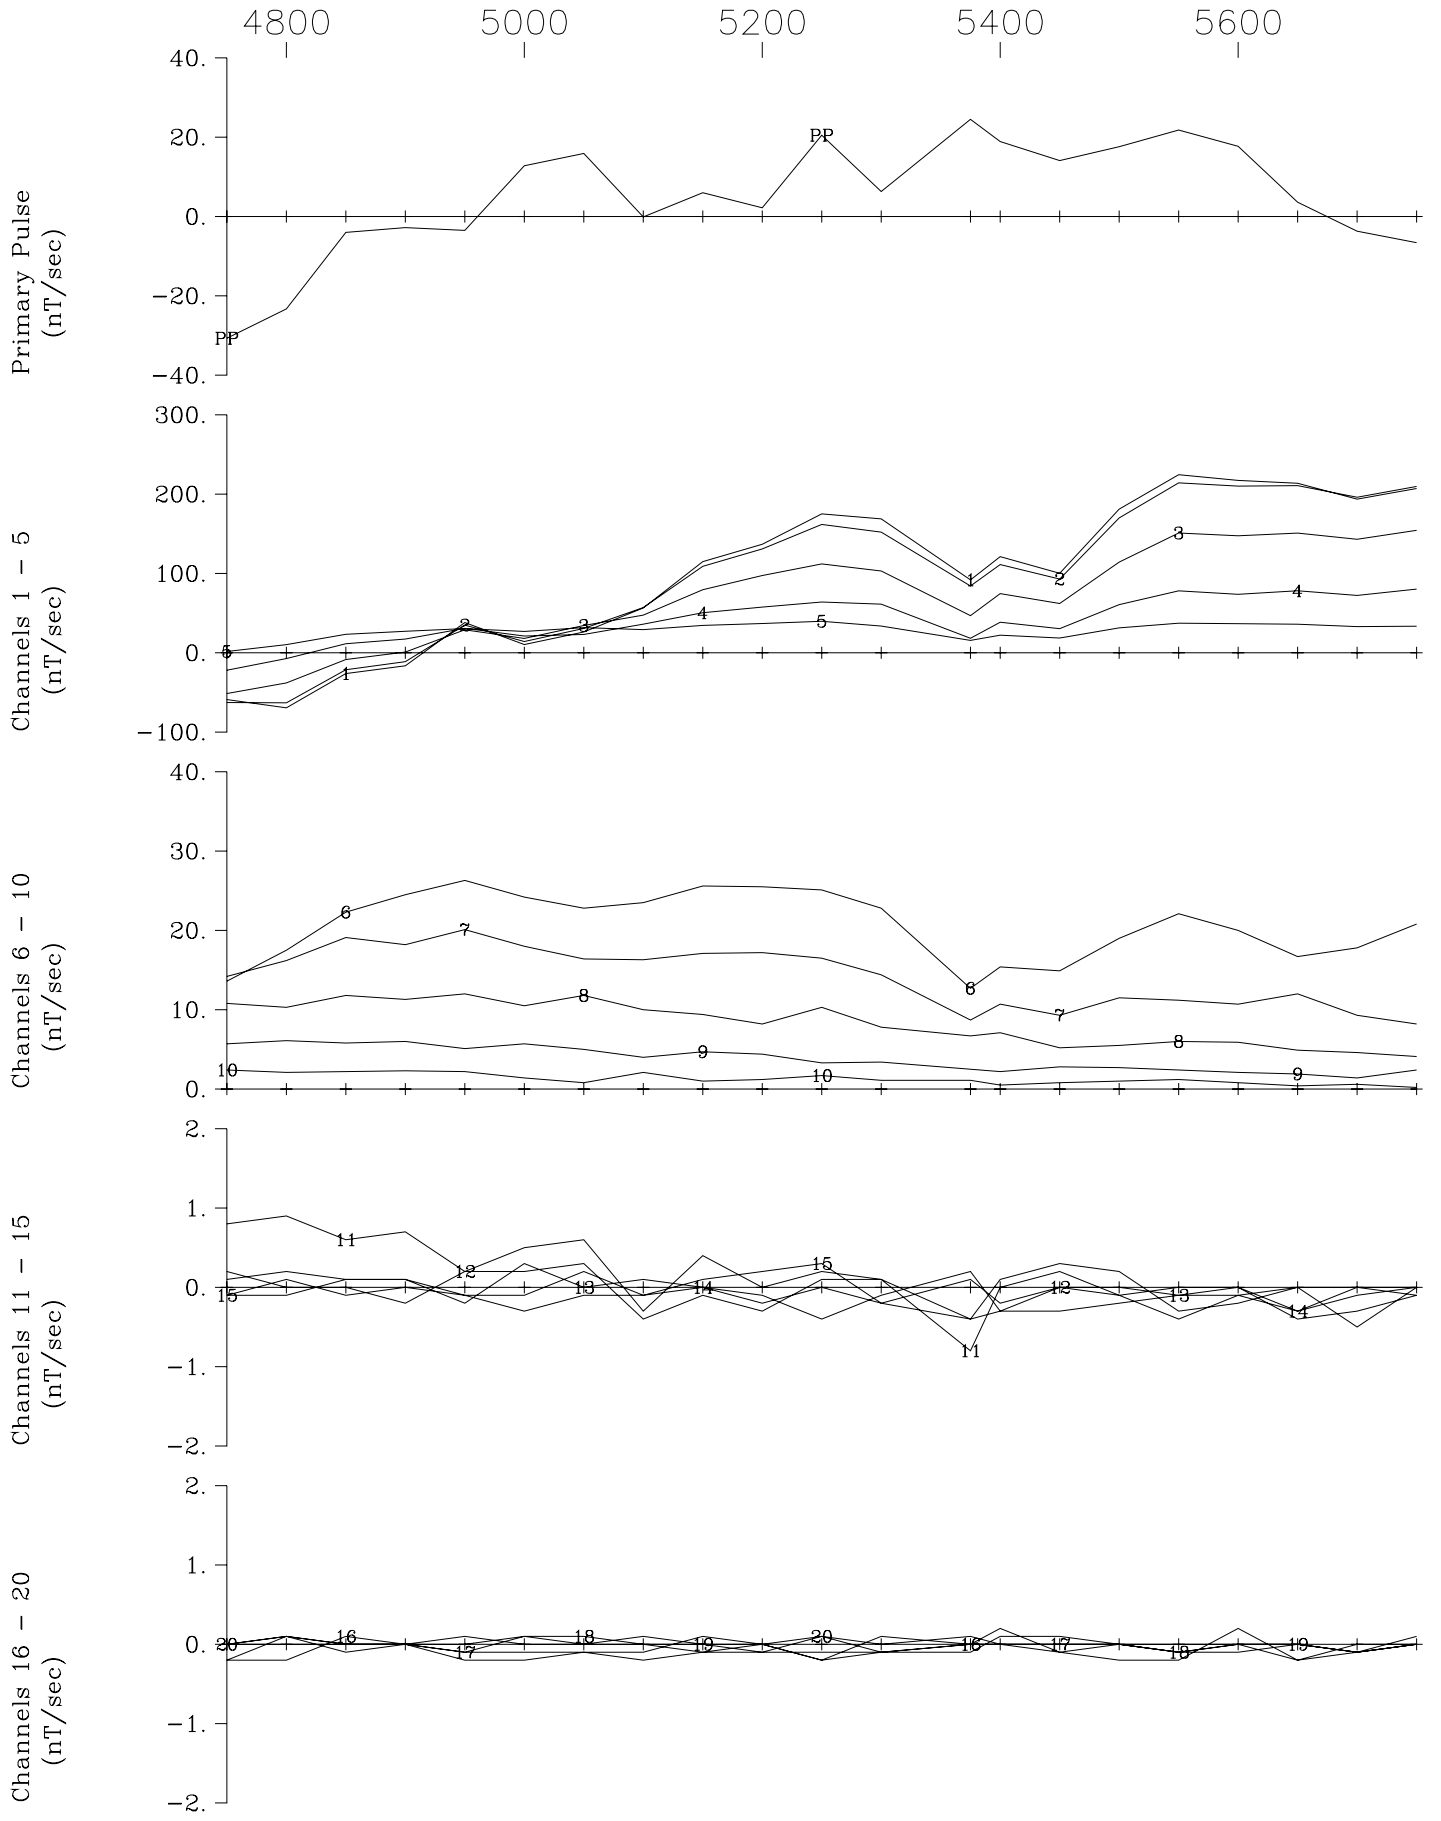 4800 5000 5200 5400 5600
Primary Pulse
(nT/sec)
40.
20.
0.
−20.
−40.
PP PP
Channels 1 − 5
(nT/sec)
300.
200.
100.
0.
−100.
5 1 3 4 5 1 2 3 4
Channels 6 − 10
(nT/sec)
40.
30.
20.
10.
0.
10 6 7 8 9 10 6 7 8 9
Channels 11 − 15
(nT/sec)
2.
1.
0.
−1.
−2.
15 11 12 13 14 15 11 12 13 14
Channels 16 − 20
(nT/sec)
2.
1.
0.
−1.
−2.
20 16 17 18 19 20 16 17 18 19